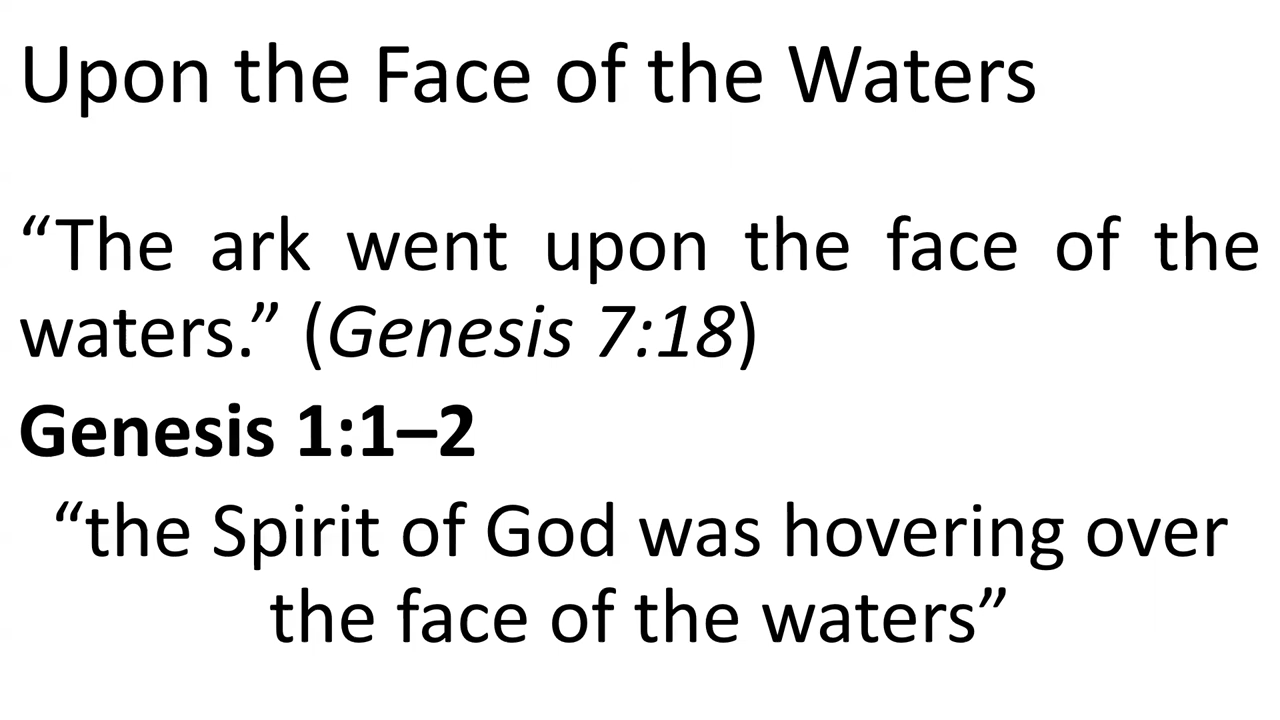 Upon the Face of the Waters
“The ark went upon the face of the
waters.” (Genesis 7:18)
Genesis 1:1–2
“the Spirit of God was hovering over
the face of the waters”